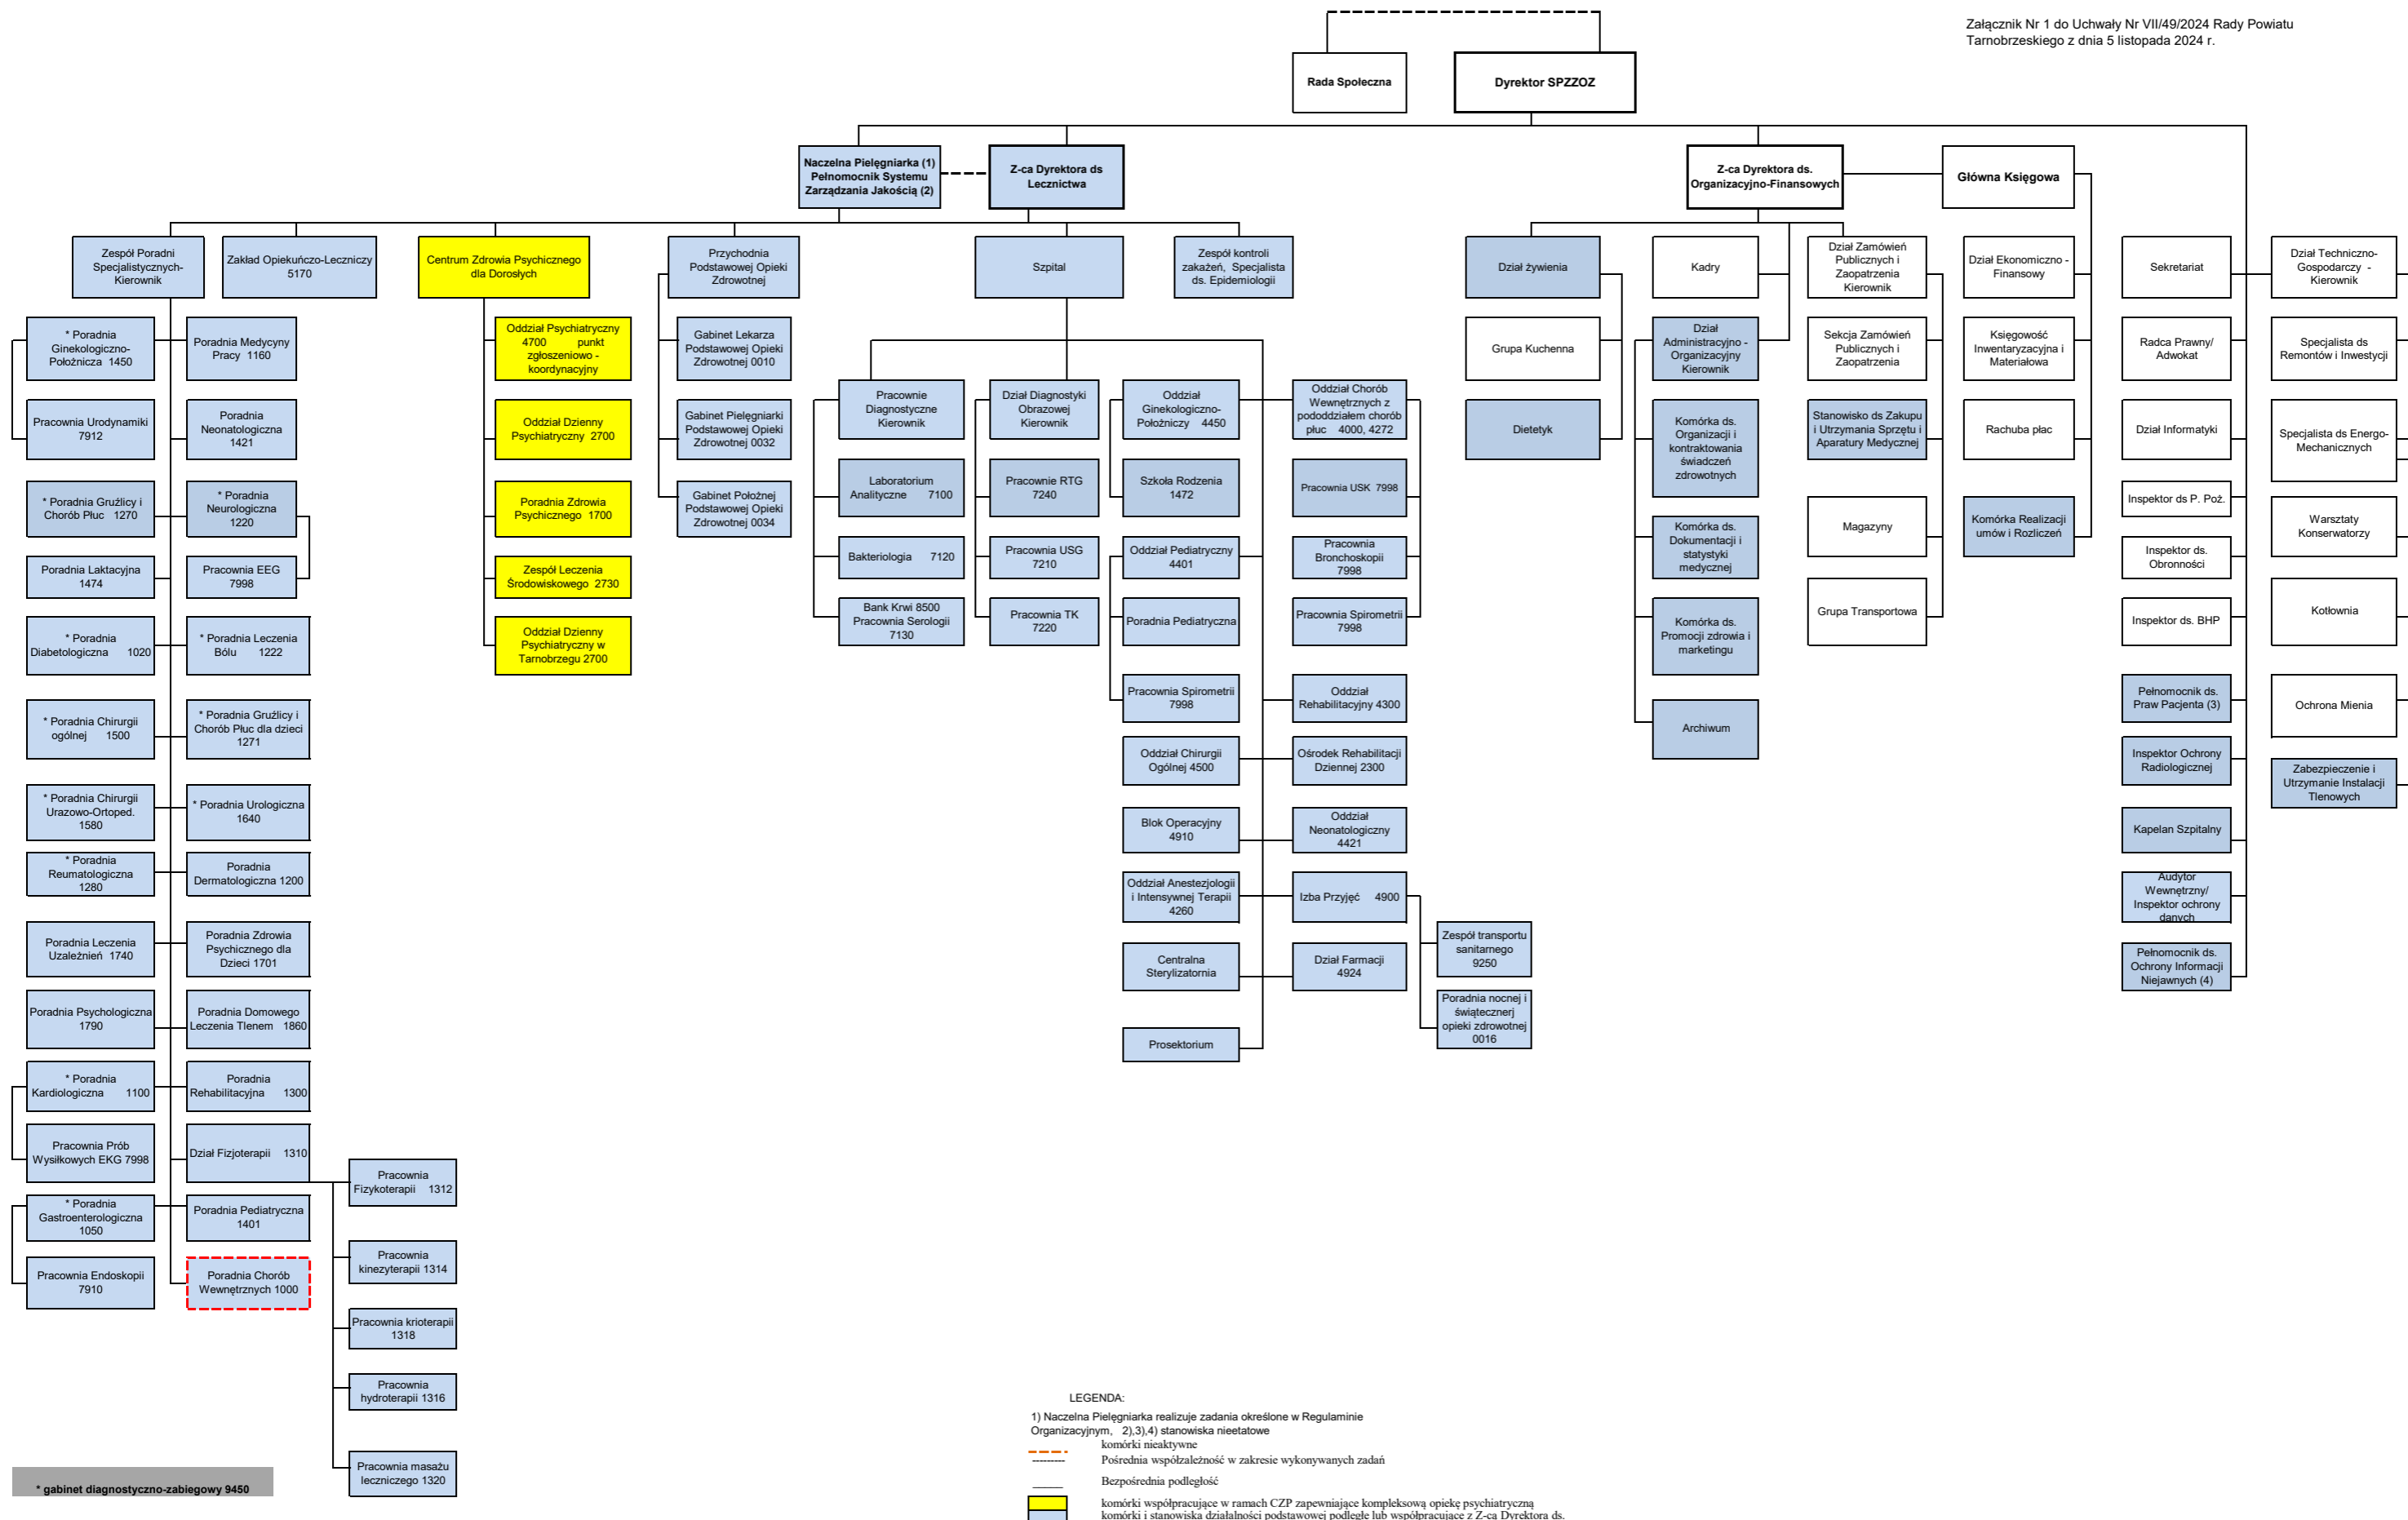 Załącznik Nr 1 do Uchwały Nr VII/49/2024 Rady Powiatu
Tarnobrzeskiego z dnia 5 listopada 2024 r.
Rada Społeczna
Dyrektor SPZZOZ
Naczelna Pielęgniarka (1)
Pełnomocnik Systemu
Zarządzania Jakością (2)
Z-ca Dyrektora ds
Lecznictwa
Z-ca Dyrektora ds.
Organizacyjno-Finansowych
Główna Księgowa
Zespół Poradni
Specjalistycznych-
Kierownik
Zakład Opiekuńczo-Leczniczy
5170
Centrum Zdrowia Psychicznego
dla Dorosłych
Przychodnia
Podstawowej Opieki
Zdrowotnej
Szpital
Zespół kontroli
zakażeń, Specjalista
ds. Epidemiologii
Dział żywienia
Kadry
Dział Zamówień
Publicznych i
Zaopatrzenia
Kierownik
Dział Ekonomiczno -
Finansowy
Sekretariat
Dział Techniczno-
Gospodarczy -
Kierownik
* Poradnia
Ginekologiczno-
Położnicza 1450
Pracownia Urodynamiki
7912
* Poradnia Gruźlicy i
Chorób Płuc 1270
Poradnia Laktacyjna
1474
* Poradnia
Diabetologiczna 1020
* Poradnia Chirurgii
ogólnej 1500
* Poradnia Chirurgii
Urazowo-Ortoped.
1580
* Poradnia
Reumatologiczna
1280
Poradnia Leczenia
Uzależnień 1740
Poradnia Psychologiczna
1790
* Poradnia
Kardiologiczna 1100
Pracownia Prób
Wysiłkowych EKG 7998
* Poradnia
Gastroenterologiczna
1050
Pracownia Endoskopii
7910
Poradnia Medycyny
Pracy 1160
Poradnia
Neonatologiczna
1421
* Poradnia
Neurologiczna
1220
Pracownia EEG
7998
* Poradnia Leczenia
Bólu 1222
* Poradnia Gruźlicy i
Chorób Płuc dla dzieci
1271
* Poradnia Urologiczna
1640
Poradnia
Dermatologiczna 1200
Poradnia Zdrowia
Psychicznego dla
Dzieci 1701
Poradnia Domowego
Leczenia Tlenem 1860
Poradnia
Rehabilitacyjna 1300
Dział Fizjoterapii 1310
Poradnia Pediatryczna
1401
Poradnia Chorób
Wewnętrznych 1000
Pracownia
Fizykoterapii 1312
Pracownia
kinezyterapii 1314
Pracownia krioterapii
1318
Pracownia
hydroterapii 1316
Pracownia masażu
leczniczego 1320
Oddział Psychiatryczny
4700 punkt
zgłoszeniowo -
koordynacyjny
Oddział Dzienny
Psychiatryczny 2700
Poradnia Zdrowia
Psychicznego 1700
Zespół Leczenia
Środowiskowego 2730
Oddział Dzienny
Psychiatryczny w
Tarnobrzegu 2700
Gabinet Lekarza
Podstawowej Opieki
Zdrowotnej 0010
Gabinet Pielęgniarki
Podstawowej Opieki
Zdrowotnej 0032
Gabinet Położnej
Podstawowej Opieki
Zdrowotnej 0034
Pracownie
Diagnostyczne
Kierownik
Laboratorium
Analityczne 7100
Bakteriologia 7120
Bank Krwi 8500
Pracownia Serologii
7130
Dział Diagnostyki
Obrazowej
Kierownik
Pracownie RTG
7240
Pracownia USG
7210
Pracownia TK
7220
Oddział
Ginekologiczno-
Położniczy 4450
Szkoła Rodzenia
1472
Oddział Pediatryczny
4401
Poradnia Pediatryczna
Pracownia Spirometrii
7998
Oddział Chirurgii
Ogólnej 4500
Blok Operacyjny
4910
Oddział Anestezjologii
i Intensywnej Terapii
4260
Centralna
Sterylizatornia
Prosektorium
Oddział Chorób
Wewnętrznych z
pododdziałem chorób
płuc 4000, 4272
Pracownia USK 7998
Pracownia
Bronchoskopii
7998
Pracownia Spirometrii
7998
Oddział
Rehabilitacyjny 4300
Ośrodek Rehabilitacji
Dziennej 2300
Oddział
Neonatologiczny
4421
Izba Przyjęć 4900
Dział Farmacji
4924
Zespół transportu
sanitarnego
9250
Poradnia nocnej i
świątecznerj
opieki zdrowotnej
0016
Grupa Kuchenna
Dietetyk
Dział
Administracyjno -
Organizacyjny
Kierownik
Komórka ds.
Organizacji i
kontraktowania
świadczeń
zdrowotnych
Komórka ds.
Dokumentacji i
statystyki
medycznej
Komórka ds.
Promocji zdrowia i
marketingu
Archiwum
Sekcja Zamówień
Publicznych i
Zaopatrzenia
Stanowisko ds Zakupu
i Utrzymania Sprzętu i
Aparatury Medycznej
Magazyny
Grupa Transportowa
Księgowość
Inwentaryzacyjna i
Materiałowa
Rachuba płac
Komórka Realizacji
umów i Rozliczeń
Radca Prawny/
Adwokat
Dział Informatyki
Inspektor ds P. Poż.
Inspektor ds.
Obronności
Inspektor ds. BHP
Pełnomocnik ds.
Praw Pacjenta (3)
Inspektor Ochrony
Radiologicznej
Kapelan Szpitalny
Audytor
Wewnętrzny/
Inspektor ochrony
danych
Pełnomocnik ds.
Ochrony Informacji
Niejawnych (4)
Specjalista ds
Remontów i Inwestycji
Specjalista ds Energo-
Mechanicznych
Warsztaty
Konserwatorzy
Kotłownia
Ochrona Mienia
Zabezpieczenie i
Utrzymanie Instalacji
Tlenowych
* gabinet diagnostyczno-zabiegowy 9450
LEGENDA:
1) Naczelna Pielęgniarka realizuje zadania określone w Regulaminie
Organizacyjnym, 2),3),4) stanowiska nieetatowe
komórki nieaktywne
Pośrednia współzależność w zakresie wykonywanych zadań
Bezpośrednia podległość
komórki współpracujące w ramach CZP zapewniające kompleksową opiekę psychiatryczną
komórki i stanowiska działalności podstawowej podległe lub współpracujące z Z-cą Dyrektora ds.